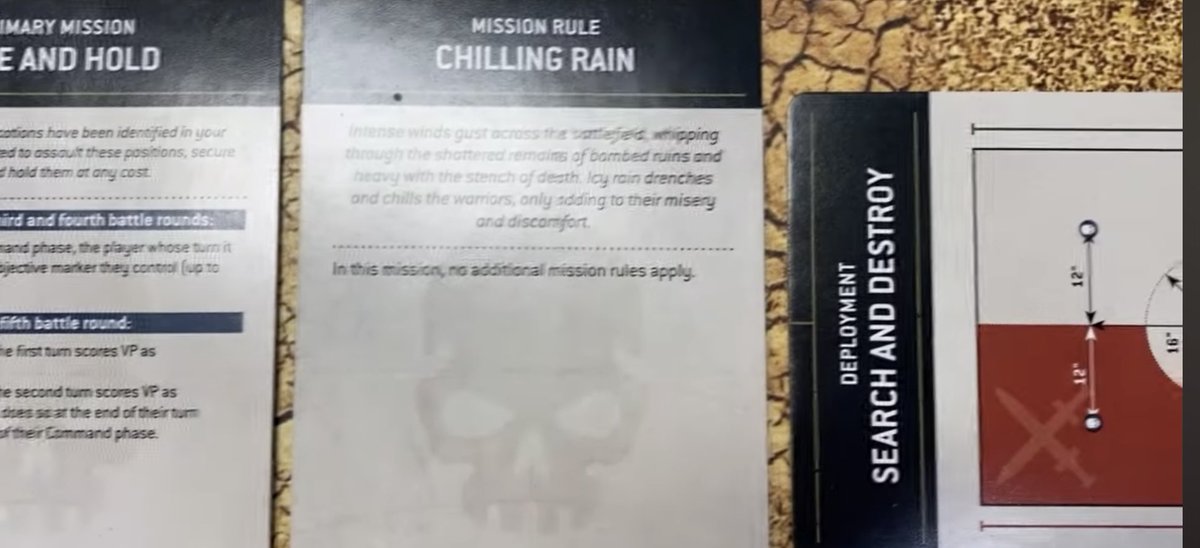 IMARY MISSION
E AND HOLD
cations have been identified in your
ed to assault these positions, secure
d hold them at any cost.
ird and fourth battle rounds:
mand phase, the player whose turn it
bjective marker they control (up to
fifth battle round:
he first turn scores VP as
he second turn scores VP as
does so at the end of their turn
of their Command phase.
MISSION RULE
CHILLING RAIN
Intense winds gust across the battlefield, whipping
through the shattered remains of bombed ruins and
heavy with the stench of death. Icy rain drenches
and chills the warriors, only adding to their misery
and discomfort.
In this mission, no additional mission rules apply.
DEPLOYMENT
SEARCH AND DESTROY
12"
12"
16"